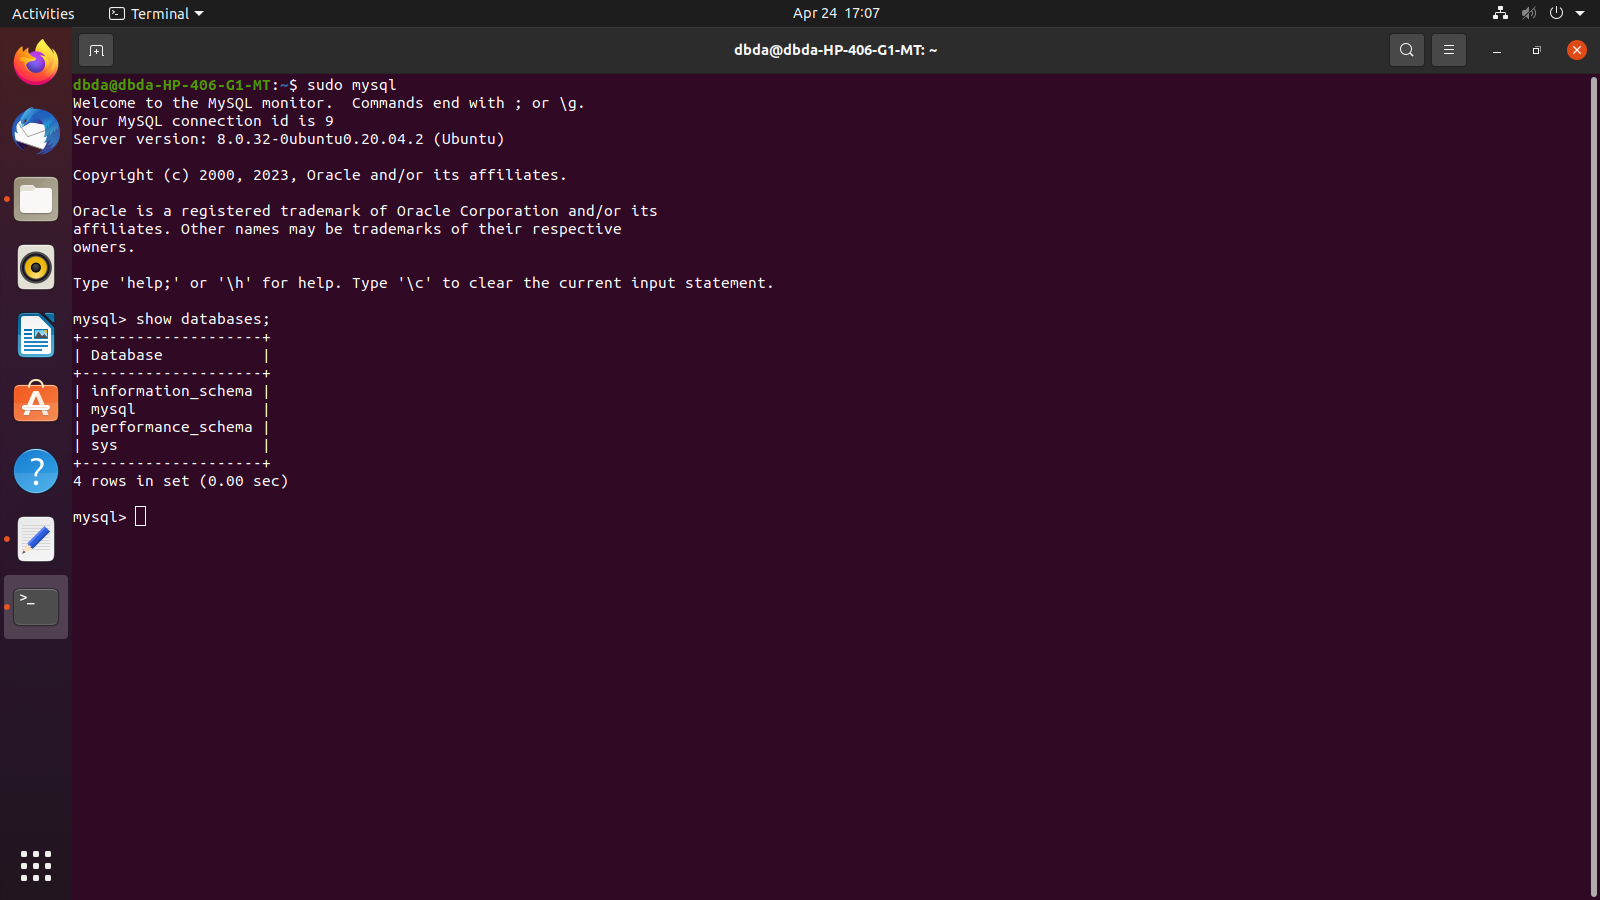 Activities Terminal Apr 24 17:07
dbda@dbda-HP-406-G1-MT: ~
dbda@dbda-HP-406-G1-MT:~$ sudo mysql
Welcome to the MySQL monitor.  Commands end with ; or \g.
Your MySQL connection id is 9
Server version: 8.0.32-0ubuntu0.20.04.2 (Ubuntu)

Copyright (c) 2000, 2023, Oracle and/or its affiliates.

Oracle is a registered trademark of Oracle Corporation and/or its
affiliates. Other names may be trademarks of their respective
owners.

Type 'help;' or '\h' for help. Type '\c' to clear the current input statement.

mysql> show databases;
+--------------------+
| Database           |
+--------------------+
| information_schema |
| mysql              |
| performance_schema |
| sys                |
+--------------------+
4 rows in set (0.00 sec)

mysql>